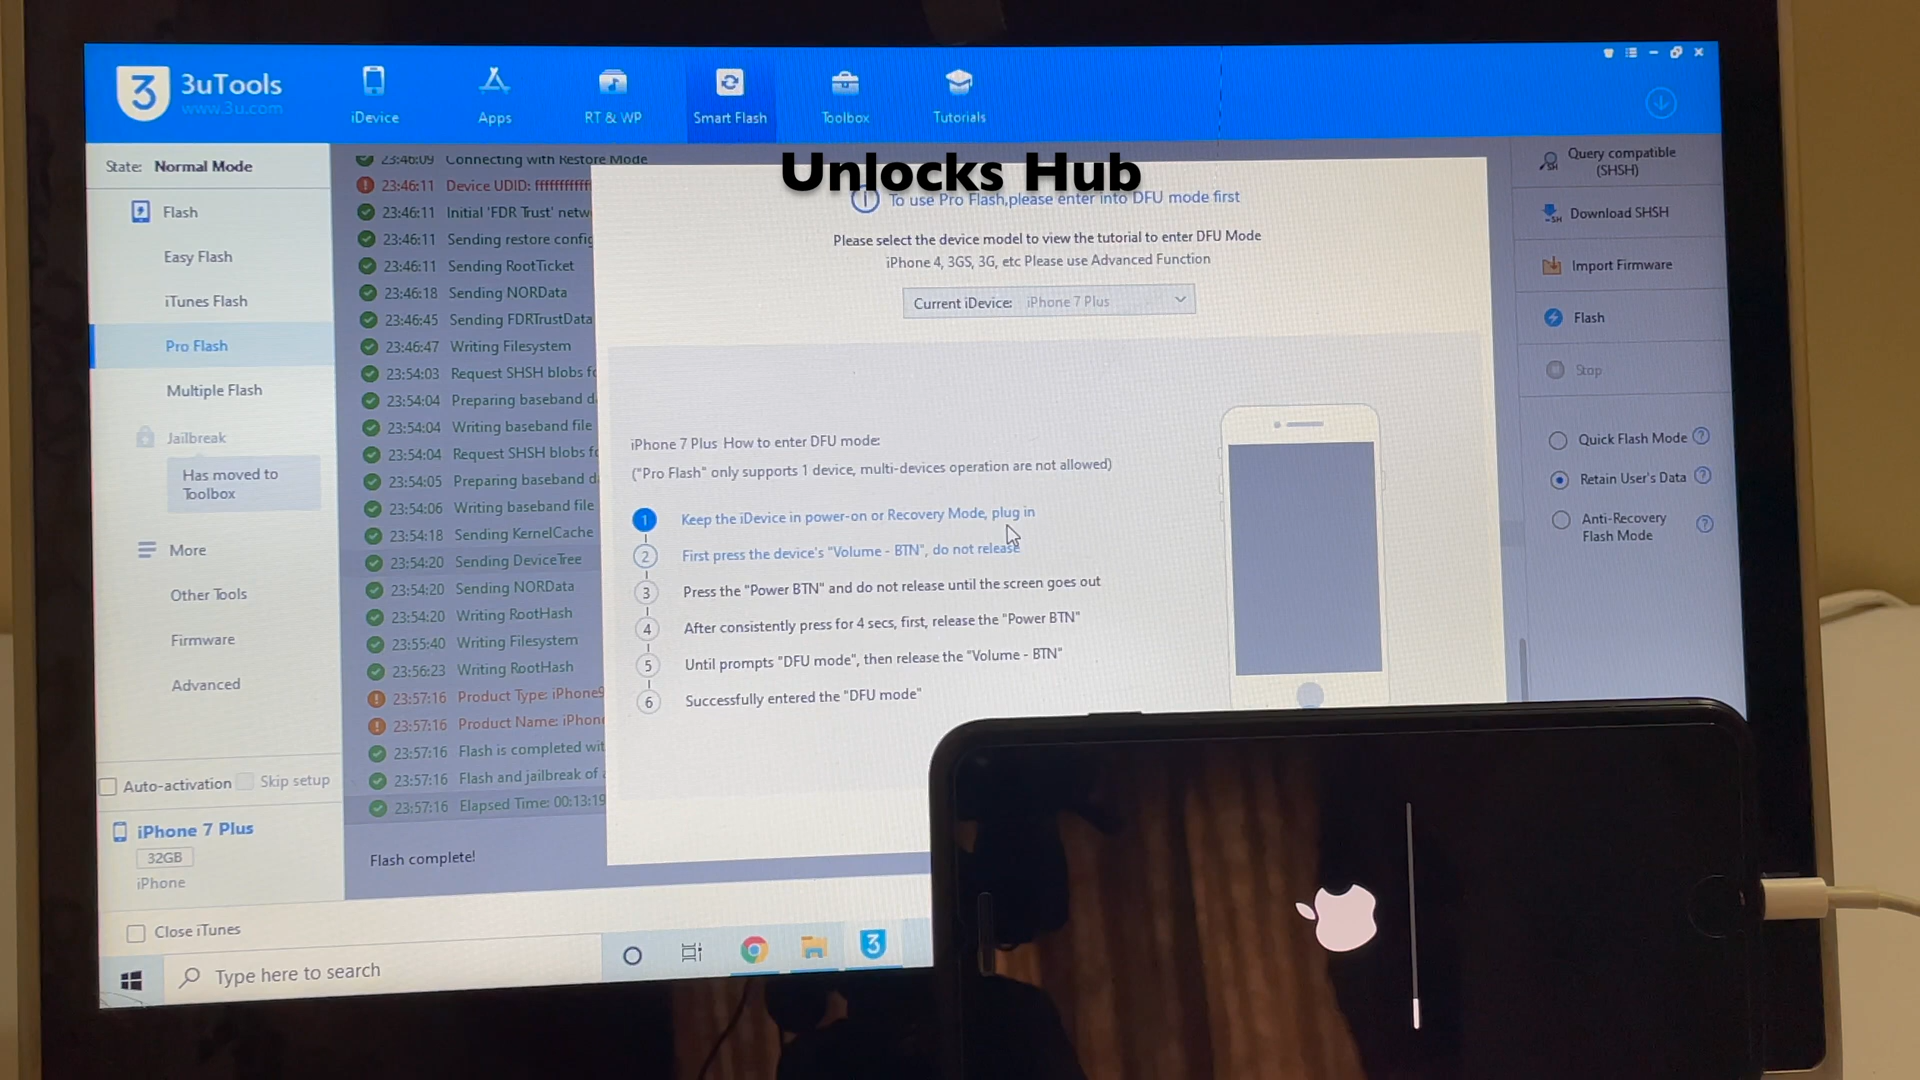 3
3uTools
www.3u.com
iDevice
Apps
RT & WP
Smart Flash
Toolbox
Tutorials
State: Normal Mode
Flash
Easy Flash
iTunes Flash
Pro Flash
Multiple Flash
Jailbreak
Has moved to
Toolbox
More
Other Tools
Firmware
Advanced
Auto-activation
Skip setup
iPhone 7 Plus
32GB
iPhone
Close iTunes
23:46:09 Connecting with Restore Mode
23:46:11 Device UDID: fffffffffff
23:46:11 Initial 'FDR Trust' netw
23:46:11 Sending restore config
23:46:11 Sending RootTicket
23:46:18 Sending NORData
23:46:45 Sending FDRTrustData
23:46:47 Writing Filesystem
23:54:03 Request SHSH blobs fo
23:54:04 Preparing baseband d
23:54:04 Writing baseband file
23:54:04 Request SHSH blobs fo
23:54:05 Preparing baseband d
23:54:06 Writing baseband file
23:54:18 Sending KernelCache
23:54:20 Sending DeviceTree
23:54:20 Sending NORData
23:54:20 Writing RootHash
23:55:40 Writing Filesystem
23:56:23 Writing RootHash
23:57:16 Product Type: iPhone9
23:57:16 Product Name: iPhon
23:57:16 Flash is completed wit
23:57:16 Flash and jailbreak of
23:57:16 Elapsed Time: 00:13:19
Flash complete!
Unlocks Hub
To use Pro Flash,please enter into DFU mode first
Please select the device model to view the tutorial to enter DFU Mode
iPhone 4, 3GS, 3G, etc Please use Advanced Function
Current iDevice: iPhone 7 Plus
iPhone 7 Plus How to enter DFU mode:
("Pro Flash" only supports 1 device, multi-devices operation are not allowed)
1 Keep the iDevice in power-on or Recovery Mode, plug in
2 First press the device's "Volume - BTN", do not release
3 Press the "Power BTN" and do not release until the screen goes out
4 After consistently press for 4 secs, first, release the "Power BTN"
5 Until prompts "DFU mode", then release the "Volume - BTN"
6 Successfully entered the "DFU mode"
Query compatible
(SHSH)
Download SHSH
Import Firmware
Flash
Stop
Quick Flash Mode ?
Retain User's Data ?
Anti-Recovery
Flash Mode ?
Type here to search
3